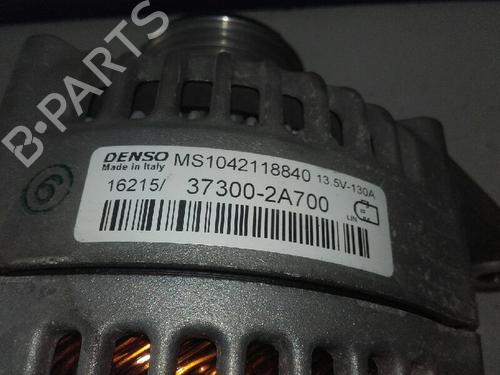 B-PARTS
DENSO MS1042118840 13.5V-130A
Made in Italy
16215/ 37300-2A700
LIN
6